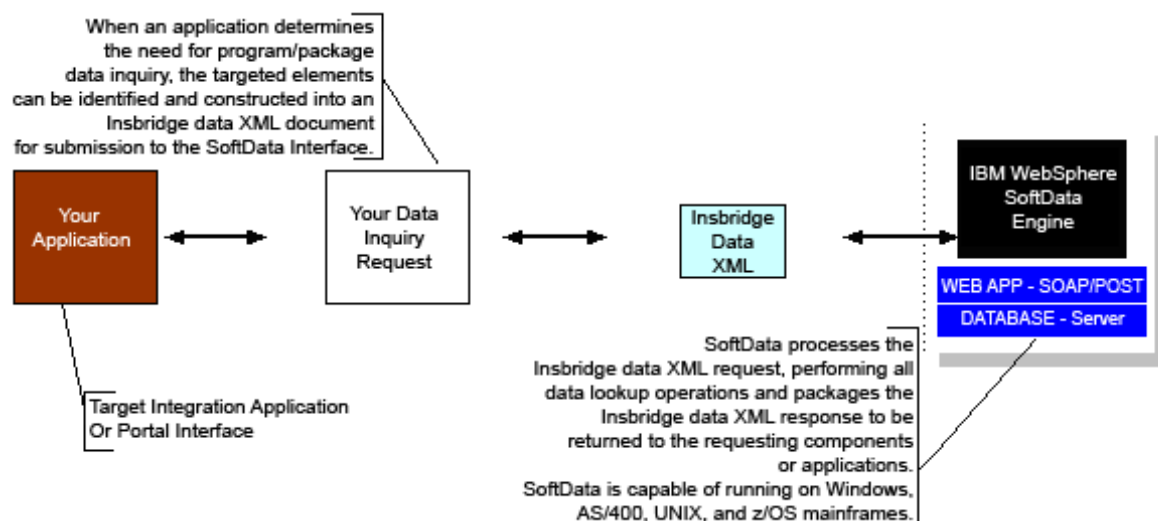 When an application determines
the need for program/package
data inquiry, the targeted elements
can be identified and constructed into an
Insbridge data XML document
for submission to the SoftData Interface.
Your
Application
Your Data
Inquiry
Request
Insbridge
Data
XML
IBM WebSphere
SoftData
Engine
WEB APP - SOAP/POST
DATABASE - Server
Target Integration Application
Or Portal Interface
SoftData processes the
Insbridge data XML request, performing all
data lookup operations and packages the
Insbridge data XML response to be
returned to the requesting components
or applications.
SoftData is capable of running on Windows,
AS/400, UNIX, and z/OS mainframes.